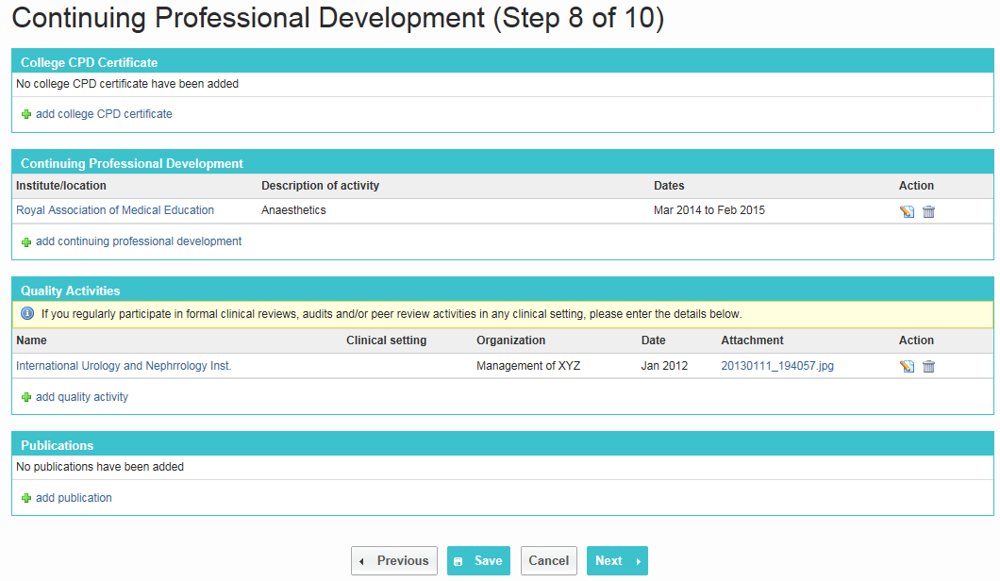 Continuing Professional Development (Step 8 of 10)
College CPD Certificate
No college CPD certificate have been added
add college CPD certificate
Continuing Professional Development
Institute/location Description of activity Dates Action
Royal Association of Medical Education Anaesthetics Mar 2014 to Feb 2015
add continuing professional development
Quality Activities
If you regularly participate in formal clinical reviews, audits and/or peer review activities in any clinical setting, please enter the details below.
Name Clinical setting Organization Date Attachment Action
International Urology and Nephrrology Inst. Management of XYZ Jan 2012 20130111_194057.jpg
add quality activity
Publications
No publications have been added
add publication
Previous Save Cancel Next